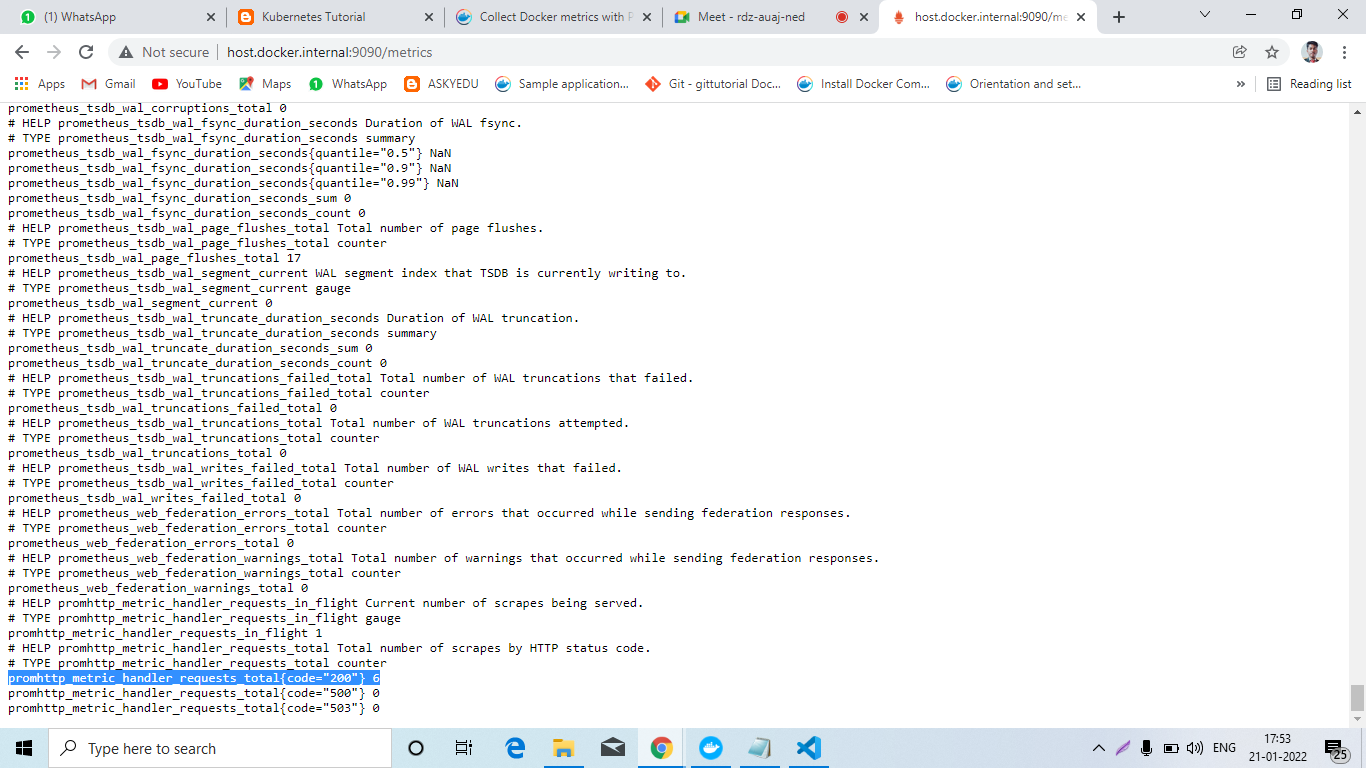 (1) WhatsApp
Kubernetes Tutorial
Collect Docker metrics with P
Meet - rdz-auaj-ned
host.docker.internal:9090/me
Not secure
host.docker.internal:9090/metrics
Apps
Gmail
YouTube
Maps
WhatsApp
ASKYEDU
Sample application...
Git - gittutorial Doc...
Install Docker Com...
Orientation and set...
»
Reading list
prometheus_tsdb_wal_corruptions_total 0
# HELP prometheus_tsdb_wal_fsync_duration_seconds Duration of WAL fsync.
# TYPE prometheus_tsdb_wal_fsync_duration_seconds summary
prometheus_tsdb_wal_fsync_duration_seconds{quantile="0.5"} NaN
prometheus_tsdb_wal_fsync_duration_seconds{quantile="0.9"} NaN
prometheus_tsdb_wal_fsync_duration_seconds{quantile="0.99"} NaN
prometheus_tsdb_wal_fsync_duration_seconds_sum 0
prometheus_tsdb_wal_fsync_duration_seconds_count 0
# HELP prometheus_tsdb_wal_page_flushes_total Total number of page flushes.
# TYPE prometheus_tsdb_wal_page_flushes_total counter
prometheus_tsdb_wal_page_flushes_total 17
# HELP prometheus_tsdb_wal_segment_current WAL segment index that TSDB is currently writing to.
# TYPE prometheus_tsdb_wal_segment_current gauge
prometheus_tsdb_wal_segment_current 0
# HELP prometheus_tsdb_wal_truncate_duration_seconds Duration of WAL truncation.
# TYPE prometheus_tsdb_wal_truncate_duration_seconds summary
prometheus_tsdb_wal_truncate_duration_seconds_sum 0
prometheus_tsdb_wal_truncate_duration_seconds_count 0
# HELP prometheus_tsdb_wal_truncations_failed_total Total number of WAL truncations that failed.
# TYPE prometheus_tsdb_wal_truncations_failed_total counter
prometheus_tsdb_wal_truncations_failed_total 0
# HELP prometheus_tsdb_wal_truncations_total Total number of WAL truncations attempted.
# TYPE prometheus_tsdb_wal_truncations_total counter
prometheus_tsdb_wal_truncations_total 0
# HELP prometheus_tsdb_wal_writes_failed_total Total number of WAL writes that failed.
# TYPE prometheus_tsdb_wal_writes_failed_total counter
prometheus_tsdb_wal_writes_failed_total 0
# HELP prometheus_web_federation_errors_total Total number of errors that occurred while sending federation responses.
# TYPE prometheus_web_federation_errors_total counter
prometheus_web_federation_errors_total 0
# HELP prometheus_web_federation_warnings_total Total number of warnings that occurred while sending federation responses.
# TYPE prometheus_web_federation_warnings_total counter
prometheus_web_federation_warnings_total 0
# HELP promhttp_metric_handler_requests_in_flight Current number of scrapes being served.
# TYPE promhttp_metric_handler_requests_in_flight gauge
promhttp_metric_handler_requests_in_flight 1
# HELP promhttp_metric_handler_requests_total Total number of scrapes by HTTP status code.
# TYPE promhttp_metric_handler_requests_total counter
promhttp_metric_handler_requests_total{code="200"} 6
promhttp_metric_handler_requests_total{code="500"} 0
promhttp_metric_handler_requests_total{code="503"} 0
Type here to search
ENG
17:53
21-01-2022
25